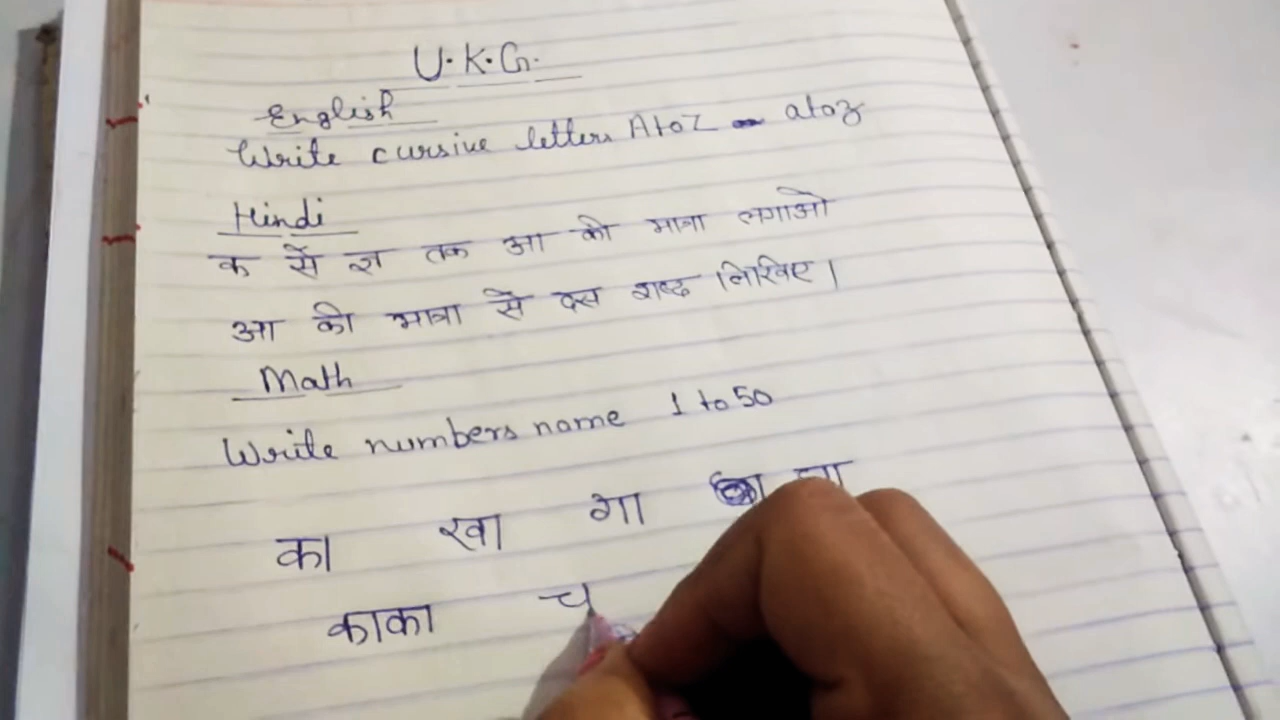 U.K.G.
English
Write cursive letters A to Z - a to z
Hindi
क सें ज्ञ तक आ की मात्रा लगाओ
आ की मात्रा सें दस शब्द लिखिए।
Math
Write numbers name 1 to 50
का खा गा
काका च